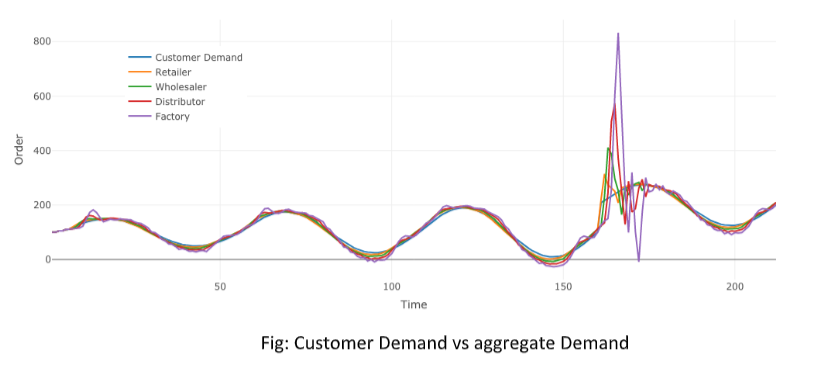 800
600
400
200
0
Order
Customer Demand
Retailer
Wholesaler
Distributor
Factory
50
100
150
200
Time
Fig: Customer Demand vs aggregate Demand